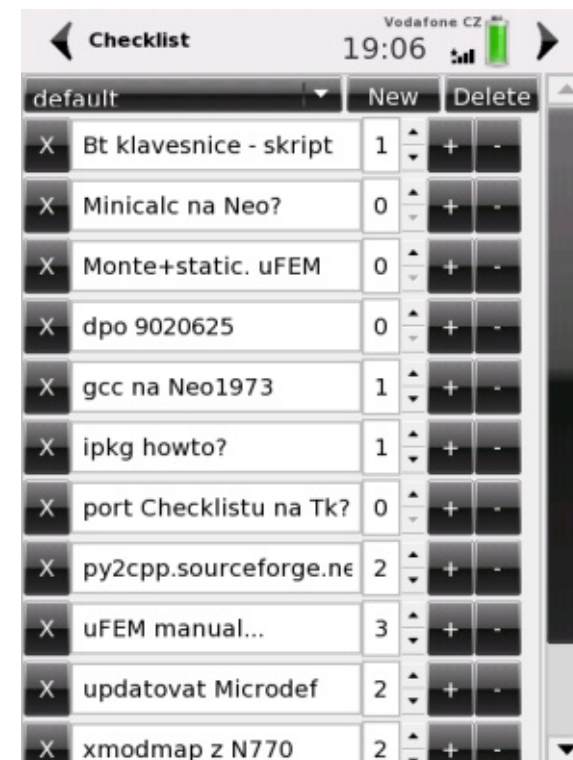 Checklist
Vodafone CZ
19:06
default New Delete
X Bt klavesnice - skript 1 + -
X Minicalc na Neo? 0 + -
X Monte+static. uFEM 0 + -
X dpo 9020625 0 + -
X gcc na Neo1973 1 + -
X ipkg howto? 1 + -
X port Checklistu na Tk? 0 + -
X py2cpp.sourceforge.ne 2 + -
X uFEM manual... 3 + -
X updatovat Microdef 2 + -
X xmodmap z N770 2 + -